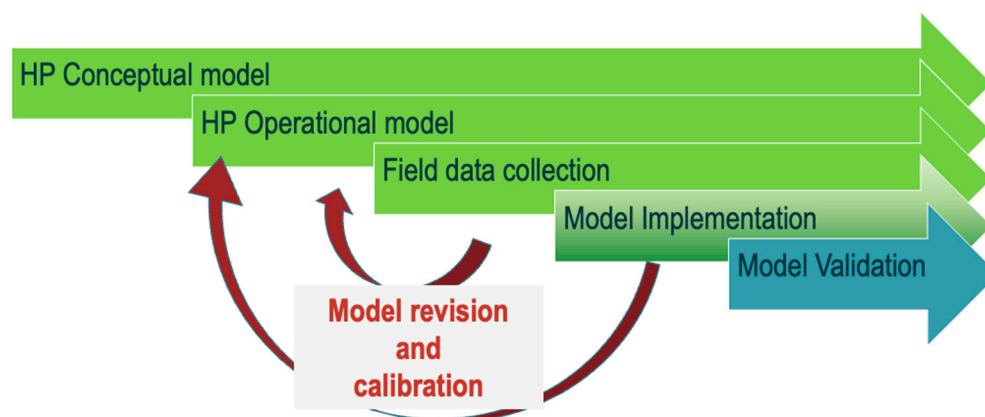 HP Conceptual model
HP Operational model
Field data collection
Model Implementation
Model Validation
Model revision
and
calibration